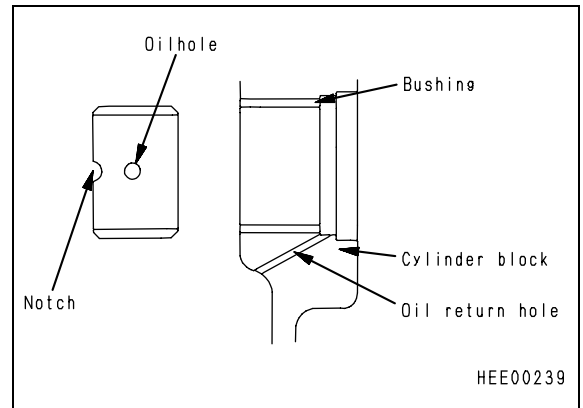 Oilhole
Bushing
Cylinder block
Notch
Oil return hole
HEE00239